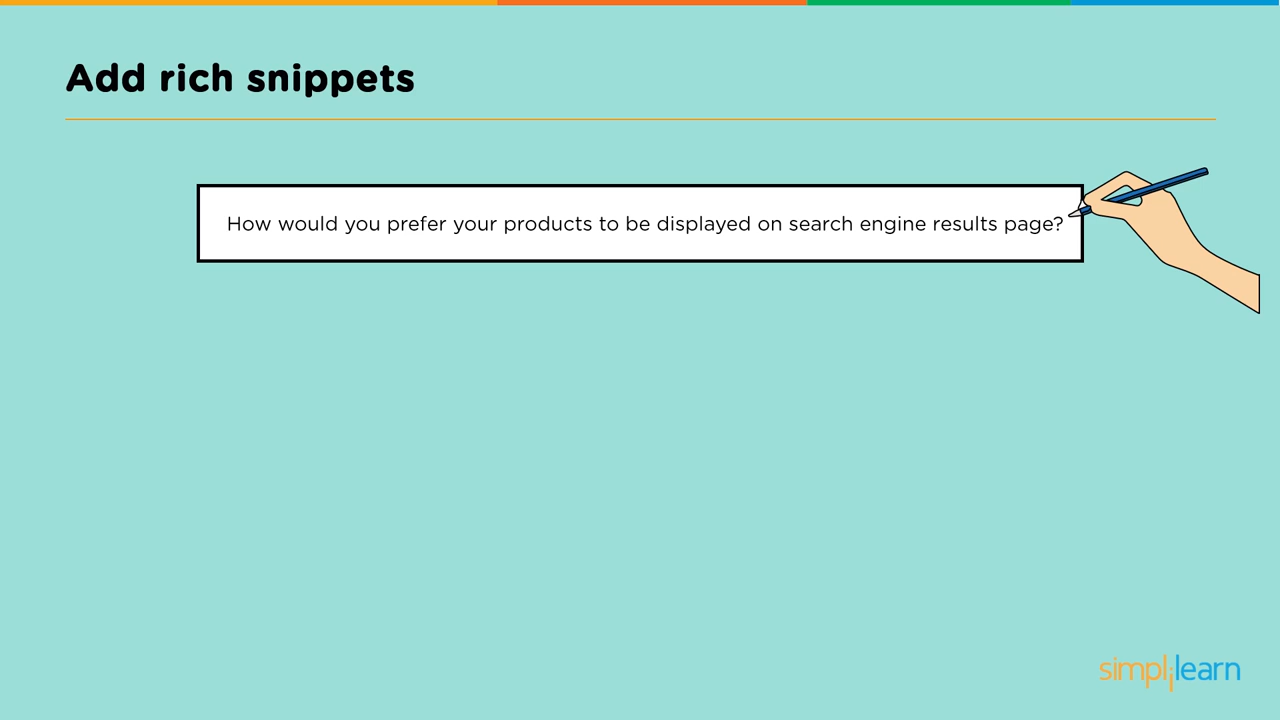 Add rich snippets
How would you prefer your products to be displayed on search engine results page?
simplilearn